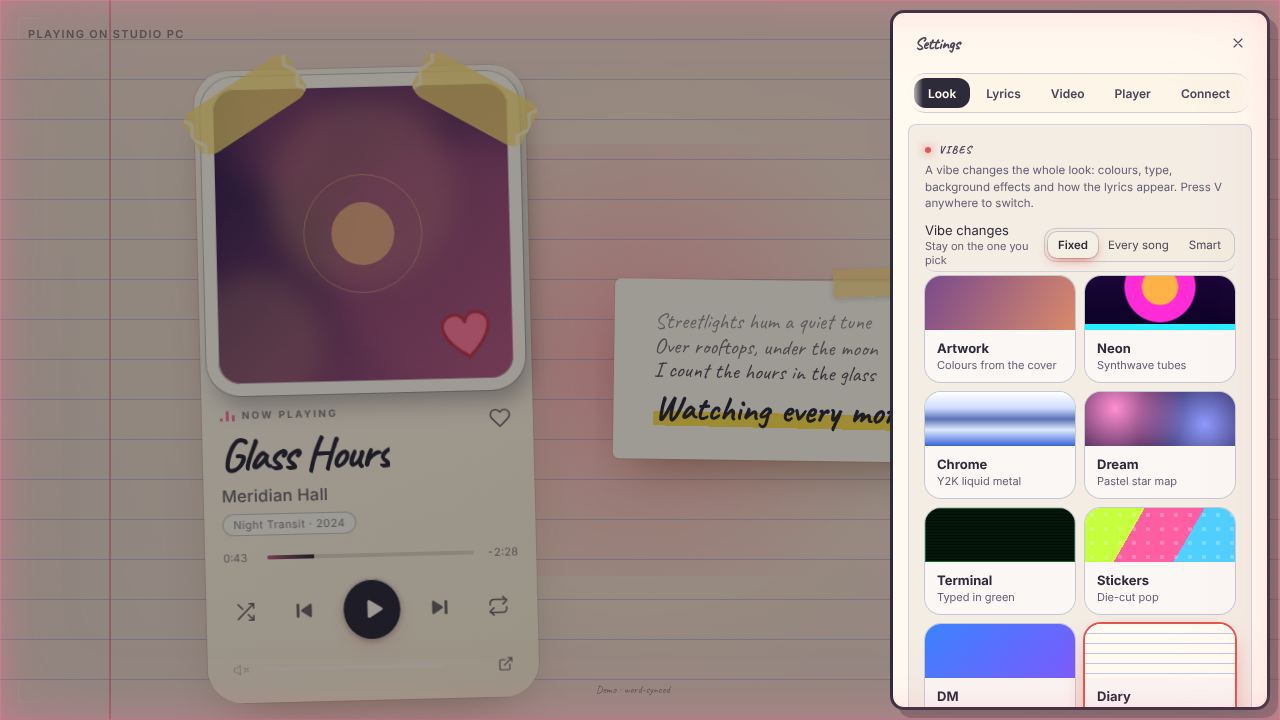 PLAYING ON STUDIO PC
NOW PLAYING
Glass Hours
Meridian Hall
Night Transit · 2024
0:43
-2:28
Streetlights hum a quiet tune
Over rooftops, under the moon
I count the hours in the glass
Watching every
Demo · word-synced
Settings
Look
Lyrics
Video
Player
Connect
VIBES
A vibe changes the whole look: colours, type,
background effects and how the lyrics appear. Press V
anywhere to switch.
Vibe changes
Stay on the one you
pick
Fixed
Every song
Smart
Artwork
Colours from the cover
Neon
Synthwave tubes
Chrome
Y2K liquid metal
Dream
Pastel star map
Terminal
Typed in green
Stickers
Die-cut pop
DM
Diary